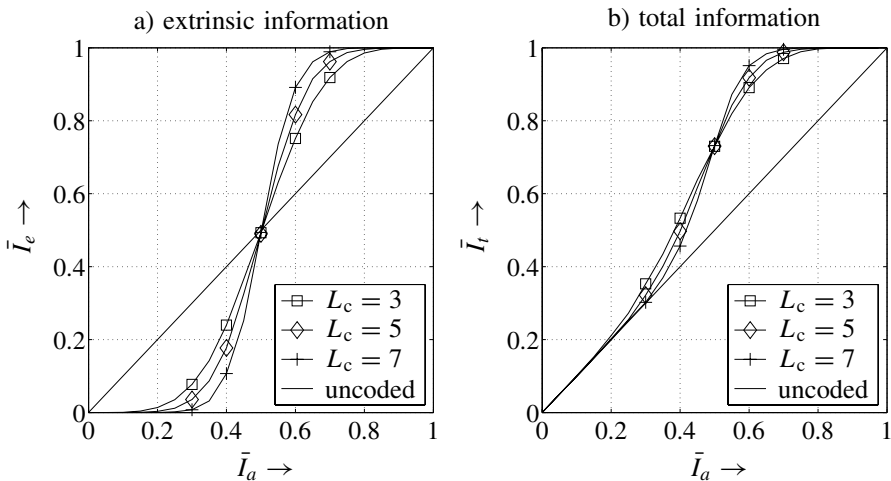 a) extrinsic information
1
0.8
0.6
0.4
0.2
0
0 0.2 0.4 0.6 0.8 1
Īₑ →
Īₐ →
L_c = 3
L_c = 5
L_c = 7
uncoded
b) total information
1
0.8
0.6
0.4
0.2
0
0 0.2 0.4 0.6 0.8 1
Īₜ →
Īₐ →
L_c = 3
L_c = 5
L_c = 7
uncoded